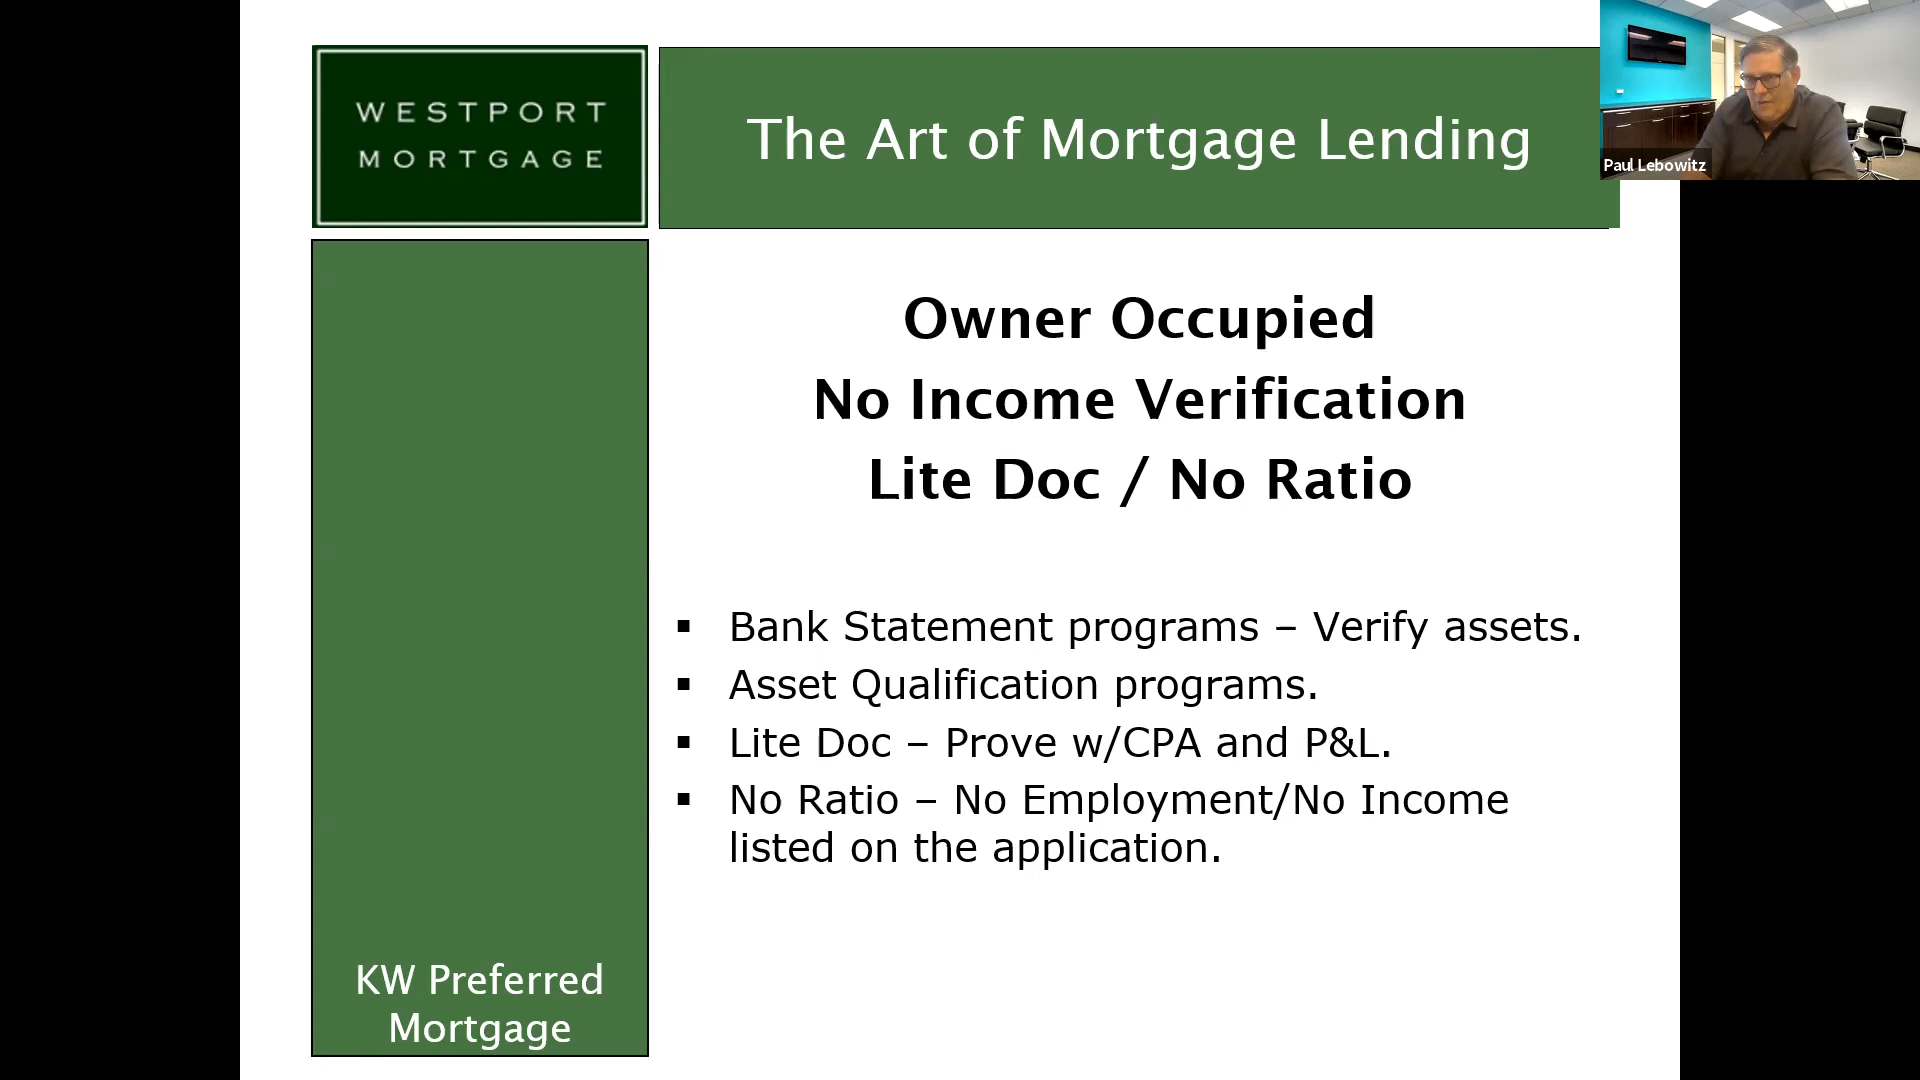 WESTPORT
MORTGAGE
The Art of Mortgage Lending
Paul Lebowitz
Owner Occupied
No Income Verification
Lite Doc / No Ratio
▪ Bank Statement programs – Verify assets.
▪ Asset Qualification programs.
▪ Lite Doc – Prove w/CPA and P&L.
▪ No Ratio – No Employment/No Income
listed on the application.
KW Preferred
Mortgage